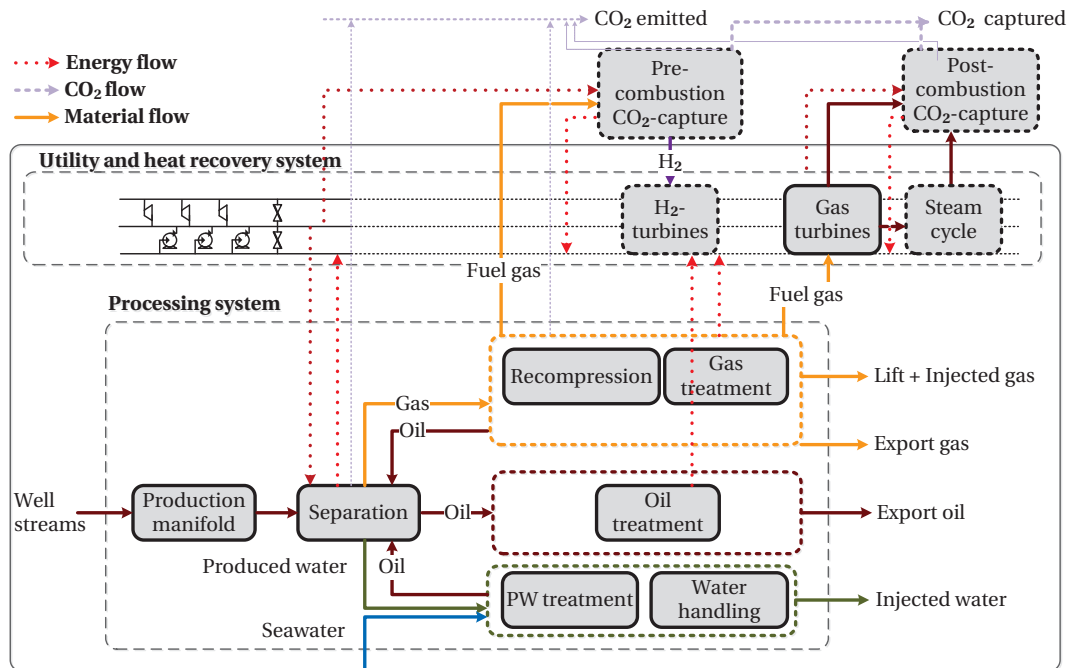 CO₂ emitted
CO₂ captured
Energy flow
CO₂ flow
Material flow
Pre-
combustion
CO₂-capture
Post-
combustion
CO₂-capture
Utility and heat recovery system
H₂
H₂-
turbines
Gas
turbines
Steam
cycle
Fuel gas
Fuel gas
Processing system
Recompression
Gas
treatment
Lift + Injected gas
Gas
Oil
Export gas
Well
streams
Production
manifold
Separation
Oil
Oil
treatment
Export oil
Produced water
Oil
PW treatment
Water
handling
Injected water
Seawater